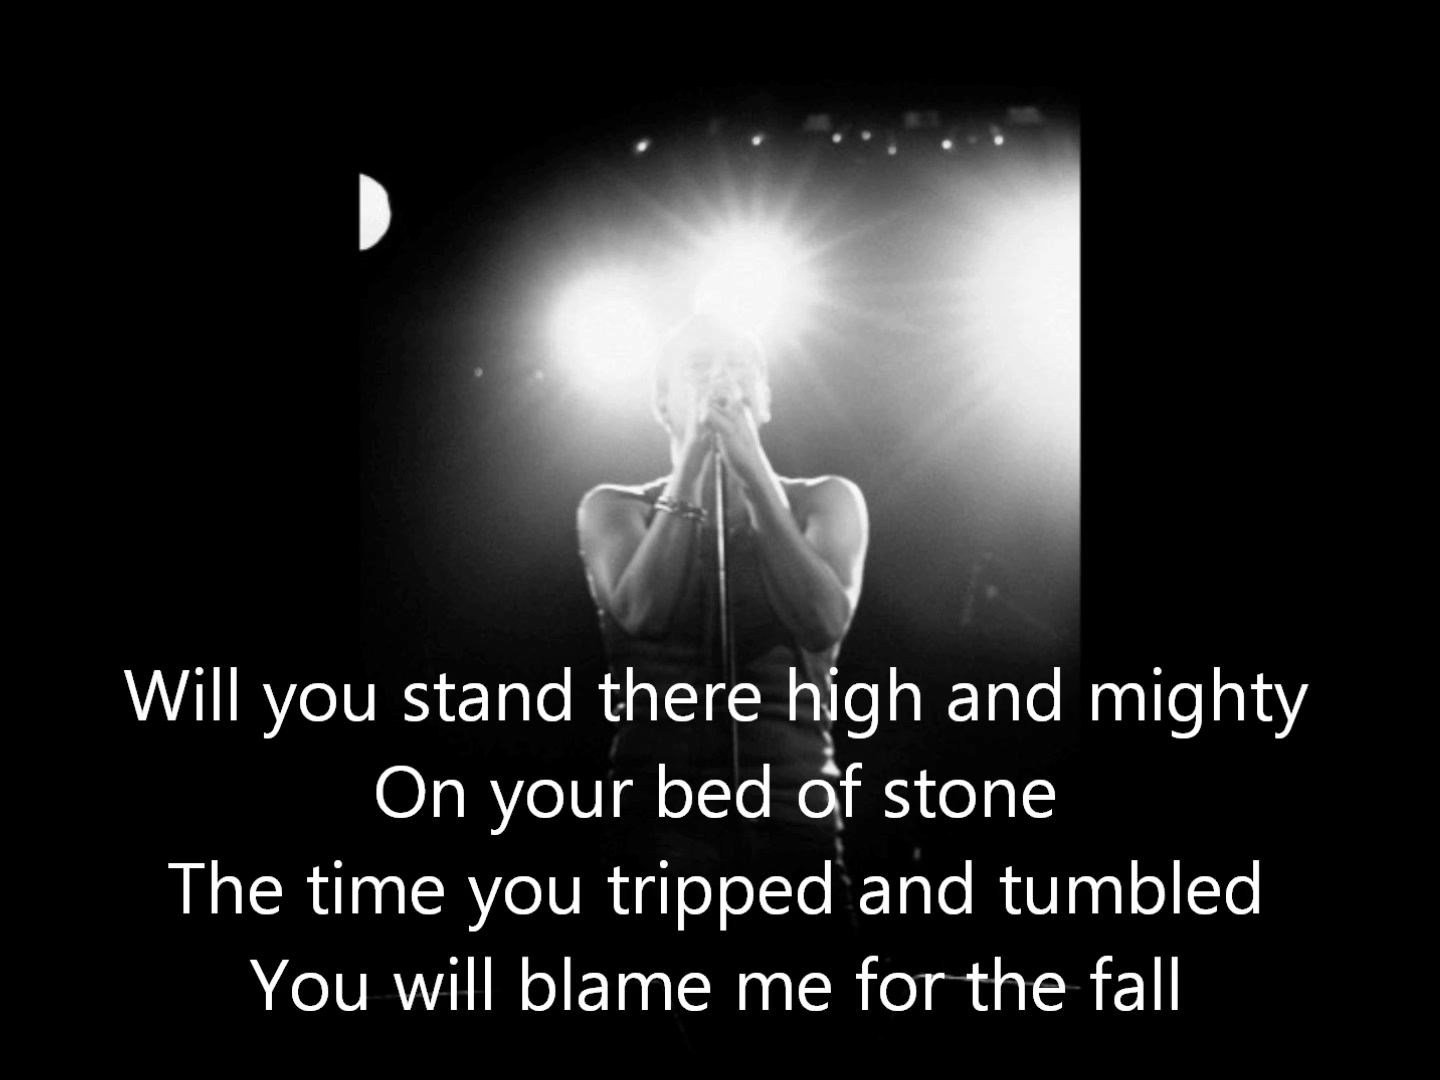 Will you stand there high and mighty
On your bed of stone
The time you tripped and tumbled
You will blame me for the fall